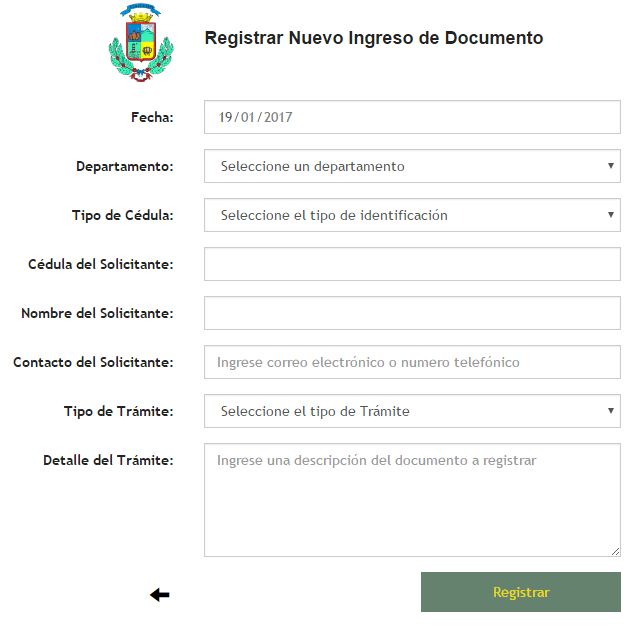 Registrar Nuevo Ingreso de Documento
Fecha: 19/01/2017
Departamento: Seleccione un departamento
Tipo de Cédula: Seleccione el tipo de identificación
Cédula del Solicitante:
Nombre del Solicitante:
Contacto del Solicitante: Ingrese correo electrónico o numero telefónico
Tipo de Trámite: Seleccione el tipo de Trámite
Detalle del Trámite: Ingrese una descripción del documento a registrar
Registrar